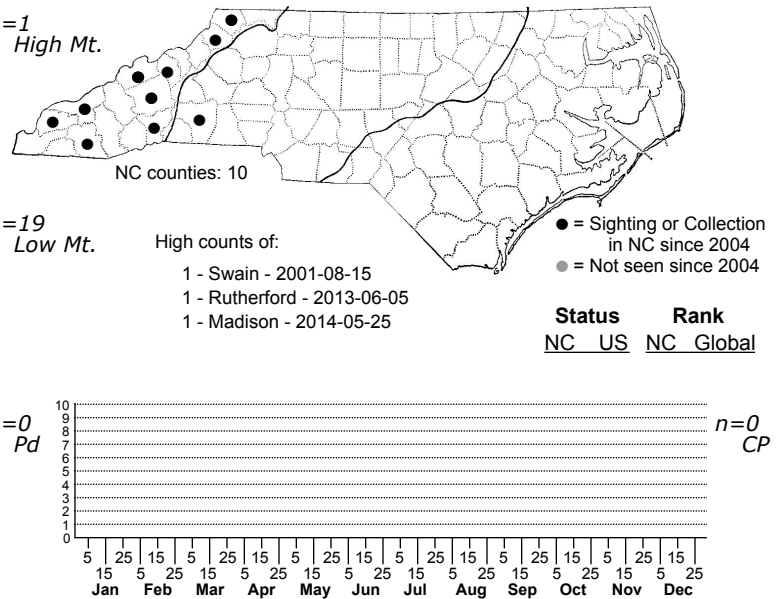 =1
High Mt.
NC counties: 10
=19
Low Mt.
High counts of:
1 - Swain - 2001-08-15
1 - Rutherford - 2013-06-05
1 - Madison - 2014-05-25
= Sighting or Collection
in NC since 2004
= Not seen since 2004
Status Rank
NC US NC Global
=0
Pd
n=0
CP
10
9
8
7
6
5
4
3
2
1
0
5 15 25 5 15 25 5 15 25 5 15 25 5 15 25 5 15 25
15 5 25 15 5 25 15 5 25 15 5 25 15 5 25 15 5 25
Jan Feb Mar Apr May Jun Jul Aug Sep Oct Nov Dec